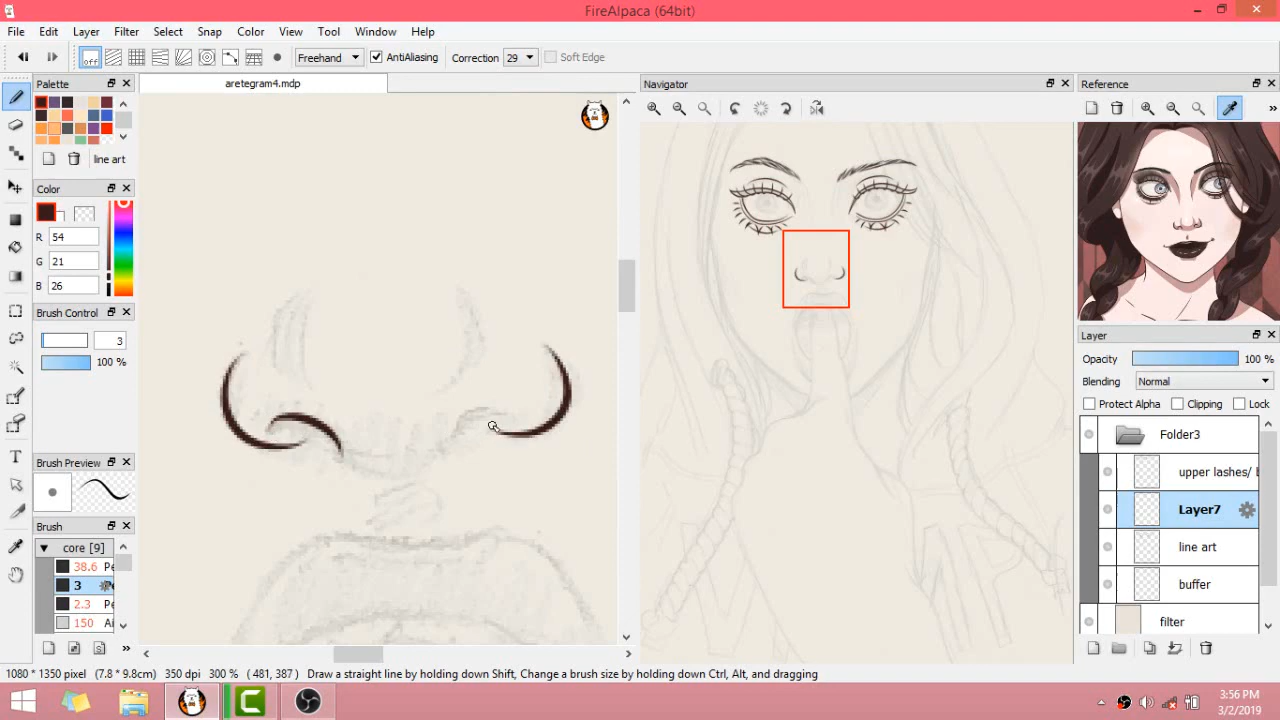 FireAlpaca (64bit)
File Edit Layer Filter Select Snap Color View Tool Window Help
off Freehand AntiAliasing Correction 29 Soft Edge
Palette
aretegram4.mdp
Navigator
Reference
line art
Color
R 54
G 21
B 26
Brush Control
3
100 %
Layer
Opacity 100 %
Blending Normal
Protect Alpha Clipping Lock
Folder3
upper lashes/
Layer7
line art
buffer
filter
Brush Preview
Brush
core [9]
38.6 Pe
3
2.3 Pe
150 Ai
1080 * 1350 pixel (7.8 * 9.8cm) 350 dpi 300 % ( 481, 387 ) Draw a straight line by holding down Shift, Change a brush size by holding down Ctrl, Alt, and dragging
3:56 PM
3/2/2019